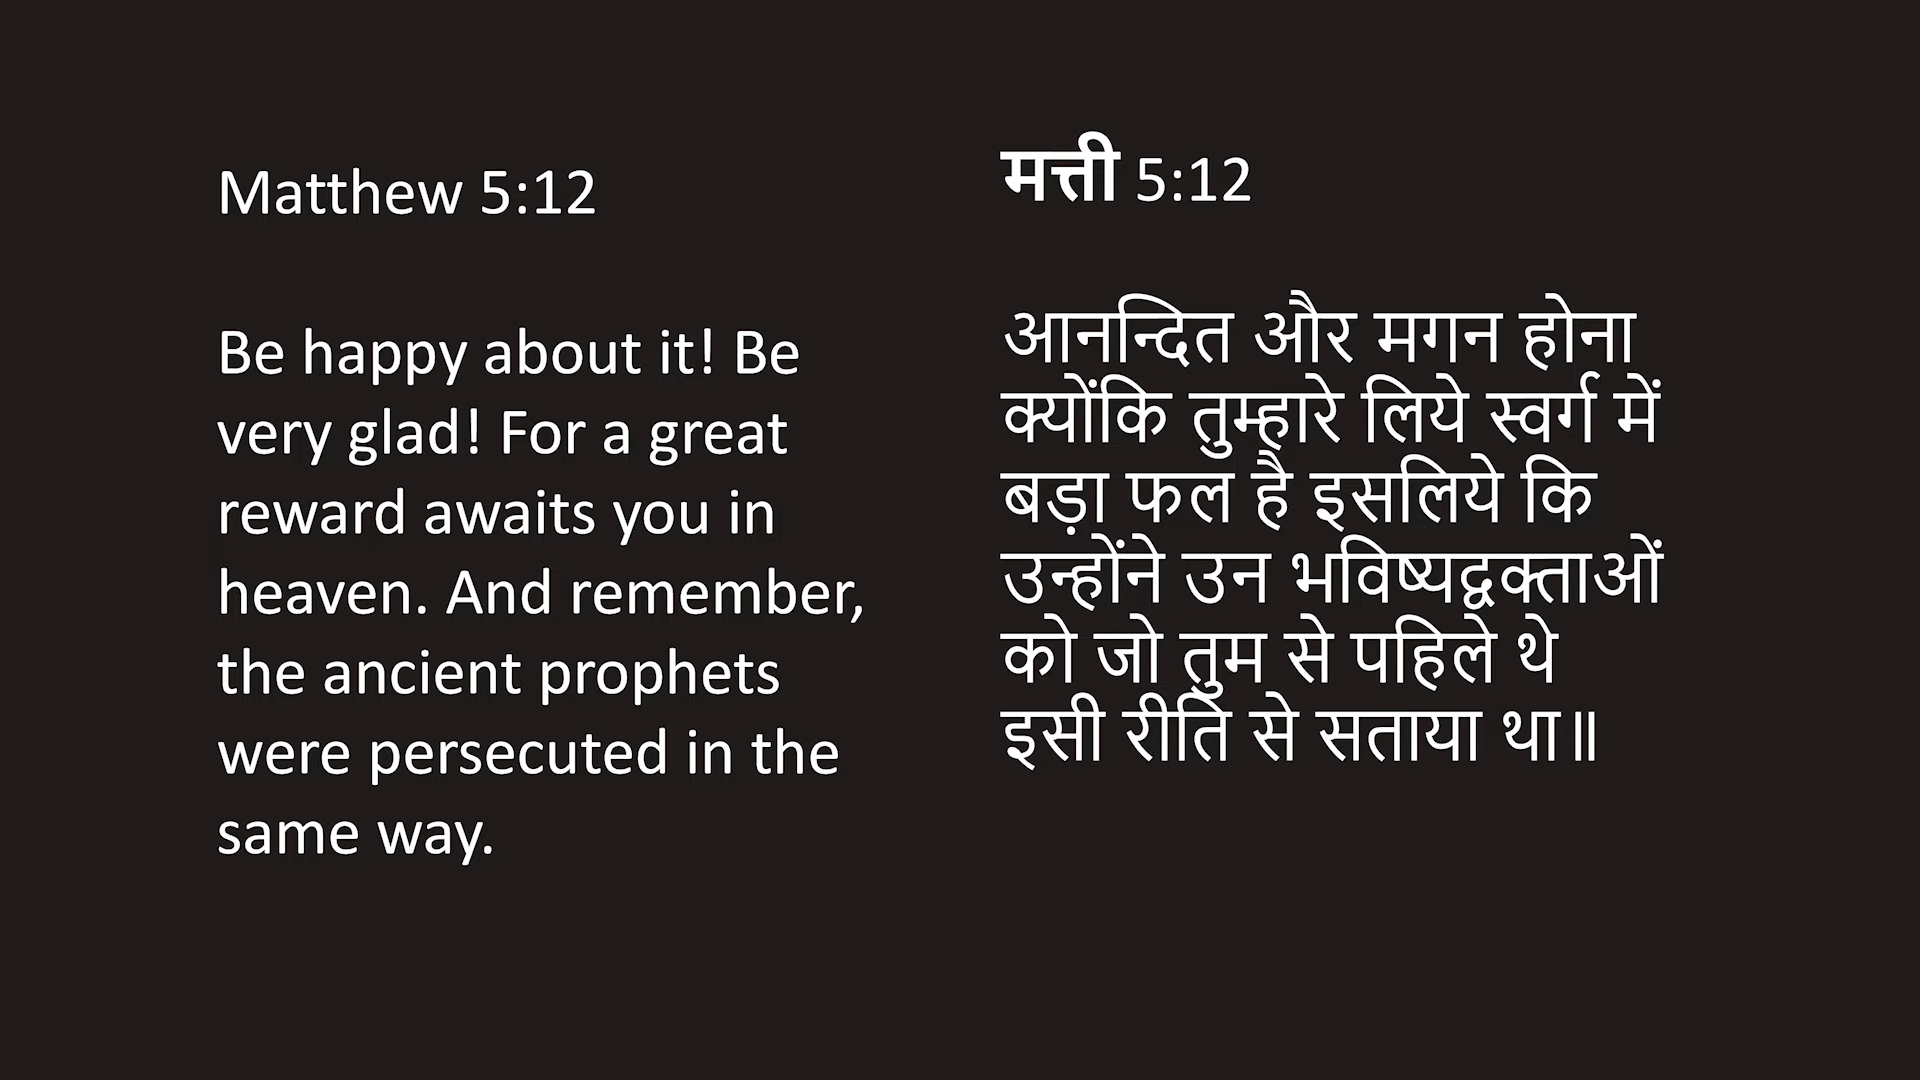 Matthew 5:12
Be happy about it! Be
very glad! For a great
reward awaits you in
heaven. And remember,
the ancient prophets
were persecuted in the
same way.
मत्ती 5:12
आनन्दित और मगन होना
क्योंकि तुम्हारे लिये स्वर्ग में
बड़ा फल है इसलिये कि
उन्होंने उन भविष्यद्वक्ताओं
को जो तुम से पहिले थे
इसी रीति से सताया था॥